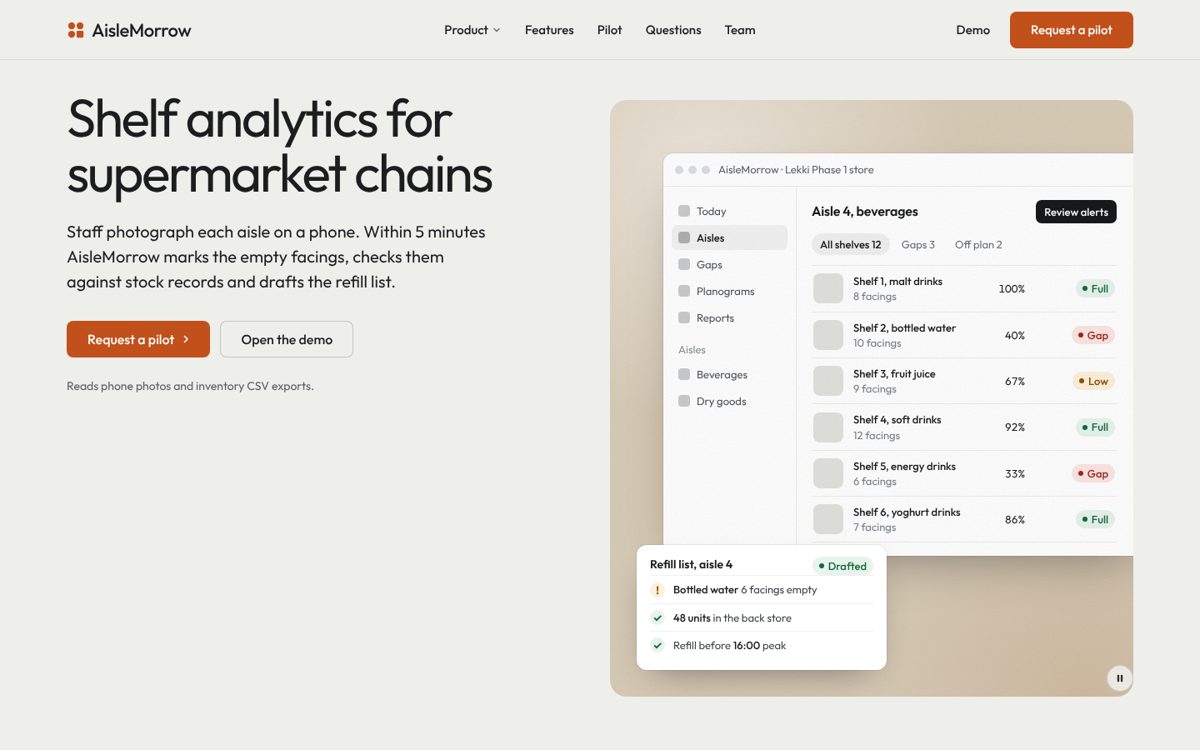 AisleMorrow
Product
Features
Pilot
Questions
Team
Demo
Request a pilot
Shelf analytics for
supermarket chains
Staff photograph each aisle on a phone. Within 5 minutes
AisleMorrow marks the empty facings, checks them
against stock records and drafts the refill list.
Request a pilot
Open the demo
Reads phone photos and inventory CSV exports.
AisleMorrow · Lekki Phase 1 store
Today
Aisles
Gaps
Planograms
Reports
Aisles
Beverages
Dry goods
Aisle 4, beverages
Review alerts
All shelves 12
Gaps 3
Off plan 2
Shelf 1, malt drinks
8 facings
100%
Full
Shelf 2, bottled water
10 facings
40%
Gap
Shelf 3, fruit juice
9 facings
67%
Low
Shelf 4, soft drinks
12 facings
92%
Full
Shelf 5, energy drinks
6 facings
33%
Gap
Shelf 6, yoghurt drinks
7 facings
86%
Full
Refill list, aisle 4
Drafted
Bottled water 6 facings empty
48 units in the back store
Refill before 16:00 peak